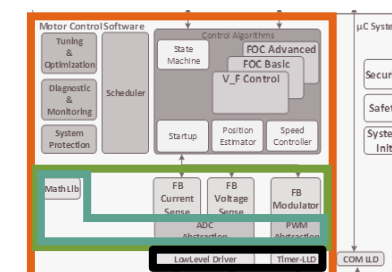 Motor Control Software
µC Syste
Tuning
&
Optimization
Diagnostic
&
Monitoring
System
Protection
Scheduler
Control Algorithms
State
Machine
FOC Advanced
FOC Basic
V_F Control
Startup
Position
Estimator
Speed
Controller
Secur
Safet
System
Init
Math Lib
FB
Current
Sense
FB
Voltage
Sense
FB
Modulator
ADC
Abstraction
PWM
Abstraction
LowLevel Driver
Timer-LLD
COM LLD